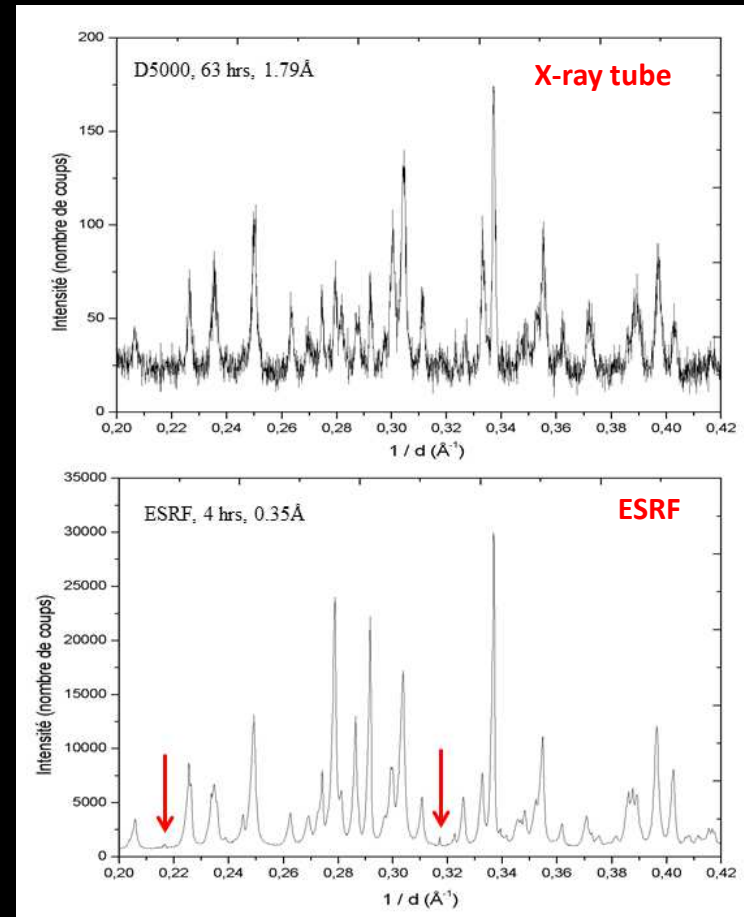 200
D5000, 63 hrs, 1.79Å
X-ray tube
150
100
50
0
Intensité (nombre de coups)
0,20 0,22 0,24 0,26 0,28 0,30 0,32 0,34 0,36 0,38 0,40 0,42
1 / d (Å⁻¹)
35000
ESRF, 4 hrs, 0.35Å
ESRF
30000
25000
20000
15000
10000
5000
0
Intensité (nombre de coups)
0,20 0,22 0,24 0,26 0,28 0,30 0,32 0,34 0,36 0,38 0,40 0,42
1 / d (Å⁻¹)